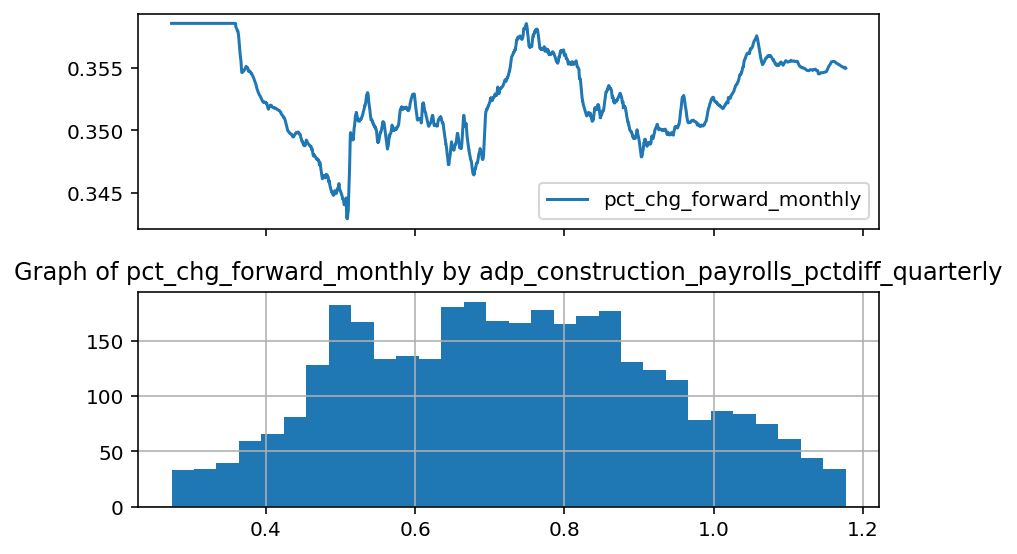 0.355
0.350
0.345
pct_chg_forward_monthly
Graph of pct_chg_forward_monthly by adp_construction_payrolls_pctdiff_quarterly
150
100
50
0
0.4 0.6 0.8 1.0 1.2